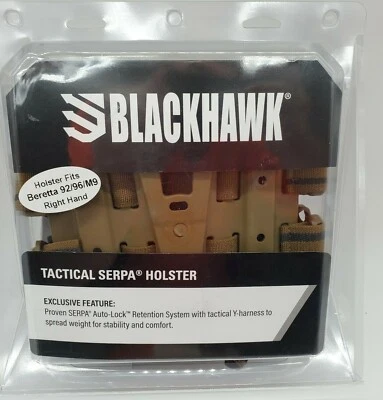 BLACKHAWK®
Holster Fits
Beretta 92/96/M9
Right Hand
TACTICAL SERPA® HOLSTER
EXCLUSIVE FEATURE:
Proven SERPA® Auto-Lock™ Retention System with tactical Y-harness to
spread weight for stability and comfort.